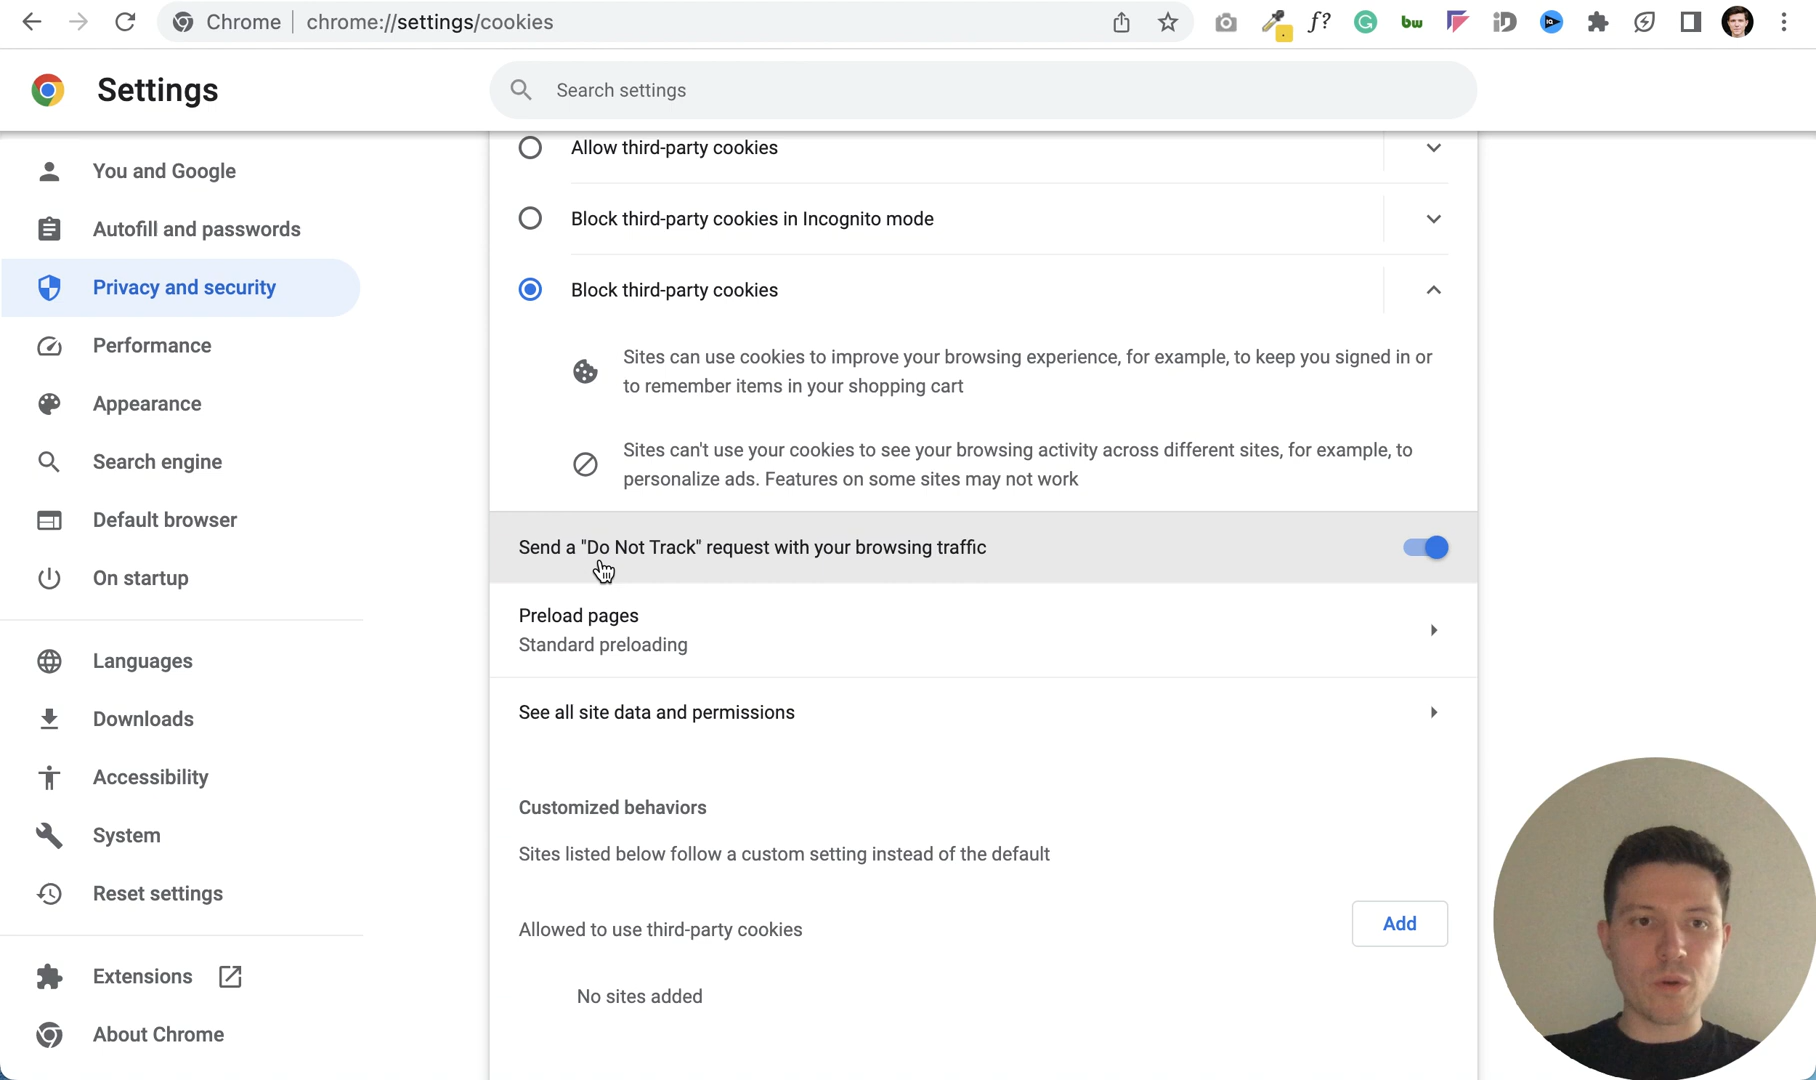 Chrome
chrome://settings/cookies
f?
bw
Settings
Search settings
You and Google
Autofill and passwords
Privacy and security
Performance
Appearance
Search engine
Default browser
On startup
Languages
Downloads
Accessibility
System
Reset settings
Extensions
About Chrome
Allow third-party cookies
Block third-party cookies in Incognito mode
Block third-party cookies
Sites can use cookies to improve your browsing experience, for example, to keep you signed in or
to remember items in your shopping cart
Sites can't use your cookies to see your browsing activity across different sites, for example, to
personalize ads. Features on some sites may not work
Send a "Do Not Track" request with your browsing traffic
Preload pages
Standard preloading
See all site data and permissions
Customized behaviors
Sites listed below follow a custom setting instead of the default
Allowed to use third-party cookies
Add
No sites added